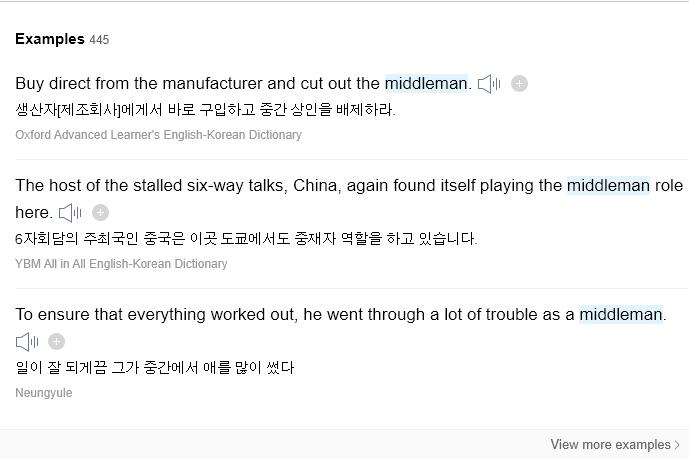 Examples 445
Buy direct from the manufacturer and cut out the middleman.
생산자[제조회사]에게서 바로 구입하고 중간 상인을 배제하라.
Oxford Advanced Learner's English-Korean Dictionary
The host of the stalled six-way talks, China, again found itself playing the middleman role
here.
6자회담의 주최국인 중국은 이곳 도쿄에서도 중재자 역할을 하고 있습니다.
YBM All in All English-Korean Dictionary
To ensure that everything worked out, he went through a lot of trouble as a middleman.
일이 잘 되게끔 그가 중간에서 애를 많이 썼다
Neungyule
View more examples